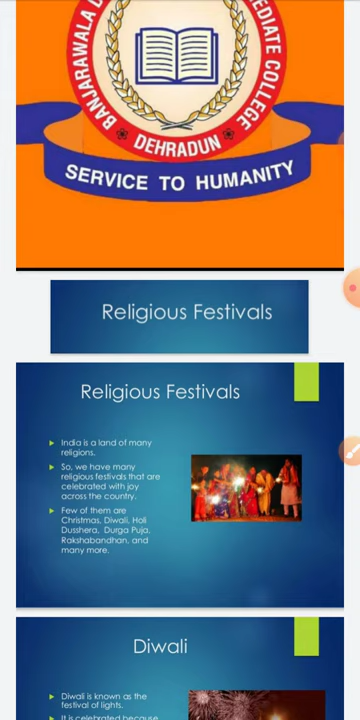 BANARAWALA
EDIATE COLLEGE
DEHRADUN
SERVICE TO HUMANITY
Religious Festivals
Religious Festivals
India is a land of many
religions.
So, we have many
religious festivals that are
celebrated with joy
across the country.
Few of them are
Christmas, Diwali, Holi
Dusshera, Durga Puja,
Rakshabandhan, and
many more.
Diwali
Diwali is known as the
festival of lights.
It is celebrated because